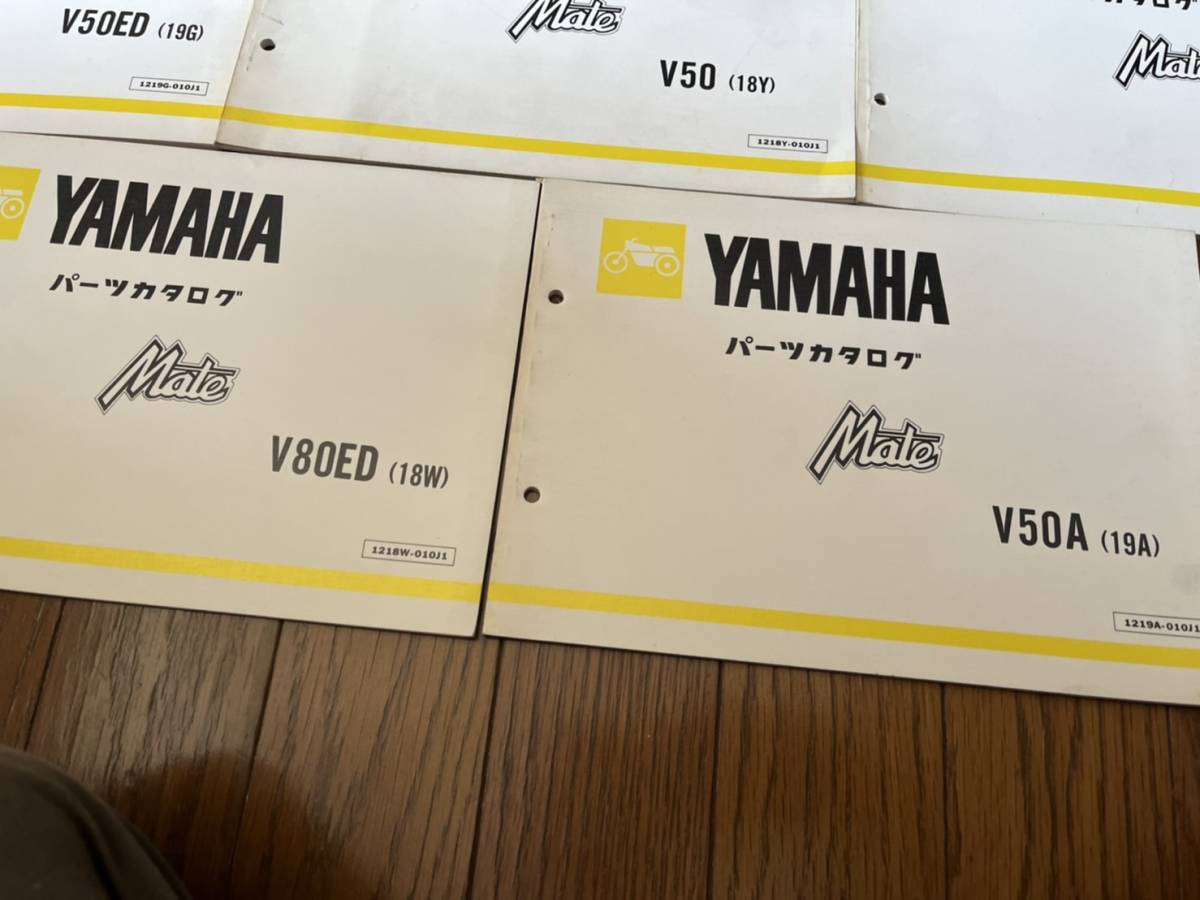 V50ED (19G)
1219G-010J1
Mate
V50 (18Y)
1218Y-010J1
YAMAHA
パーツカタログ
Mate
V80ED (18W)
1218W-010J1
YAMAHA
パーツカタログ
Mate
V50A (19A)
1219A-010J1